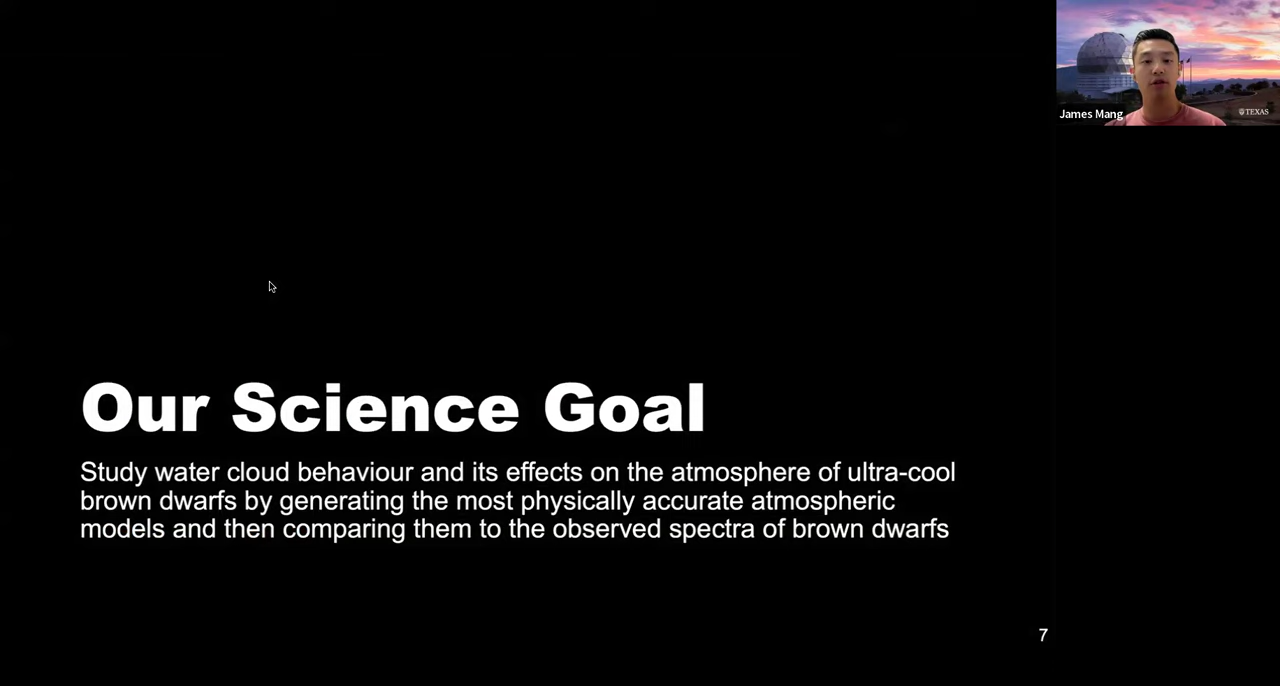 James Mang
TEXAS
Our Science Goal
Study water cloud behaviour and its effects on the atmosphere of ultra-cool
brown dwarfs by generating the most physically accurate atmospheric
models and then comparing them to the observed spectra of brown dwarfs
7